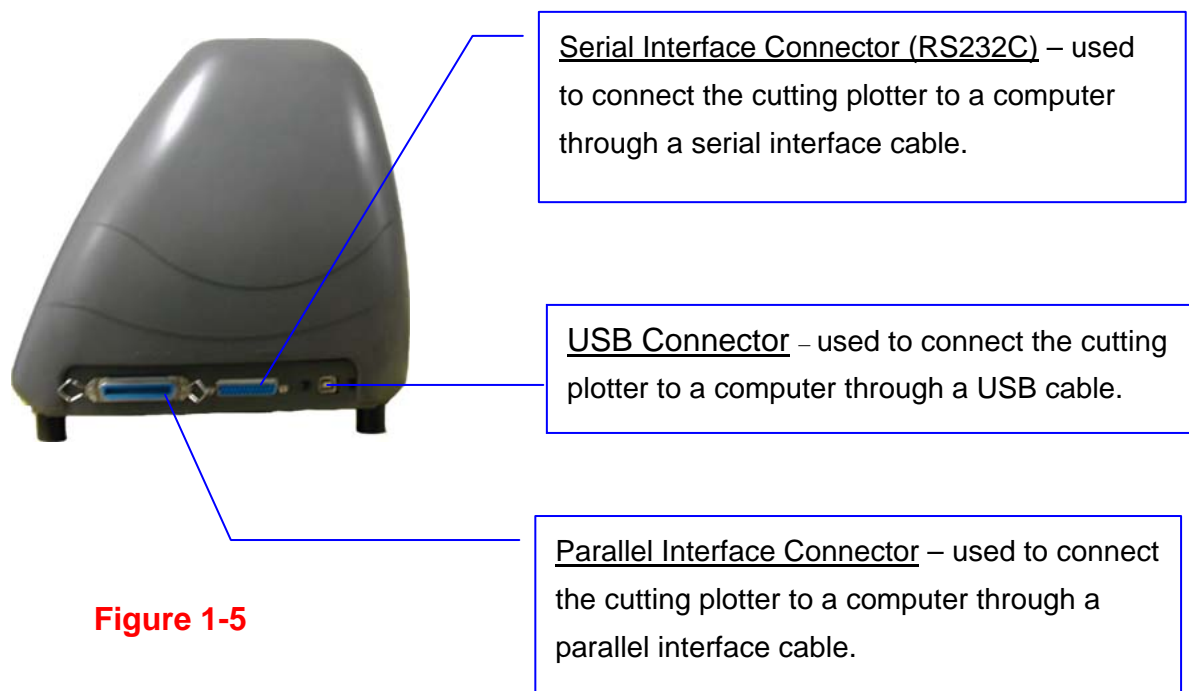 Serial Interface Connector (RS232C) – used
to connect the cutting plotter to a computer
through a serial interface cable.
USB Connector – used to connect the cutting
plotter to a computer through a USB cable.
Parallel Interface Connector – used to connect
the cutting plotter to a computer through a
parallel interface cable.
Figure 1-5